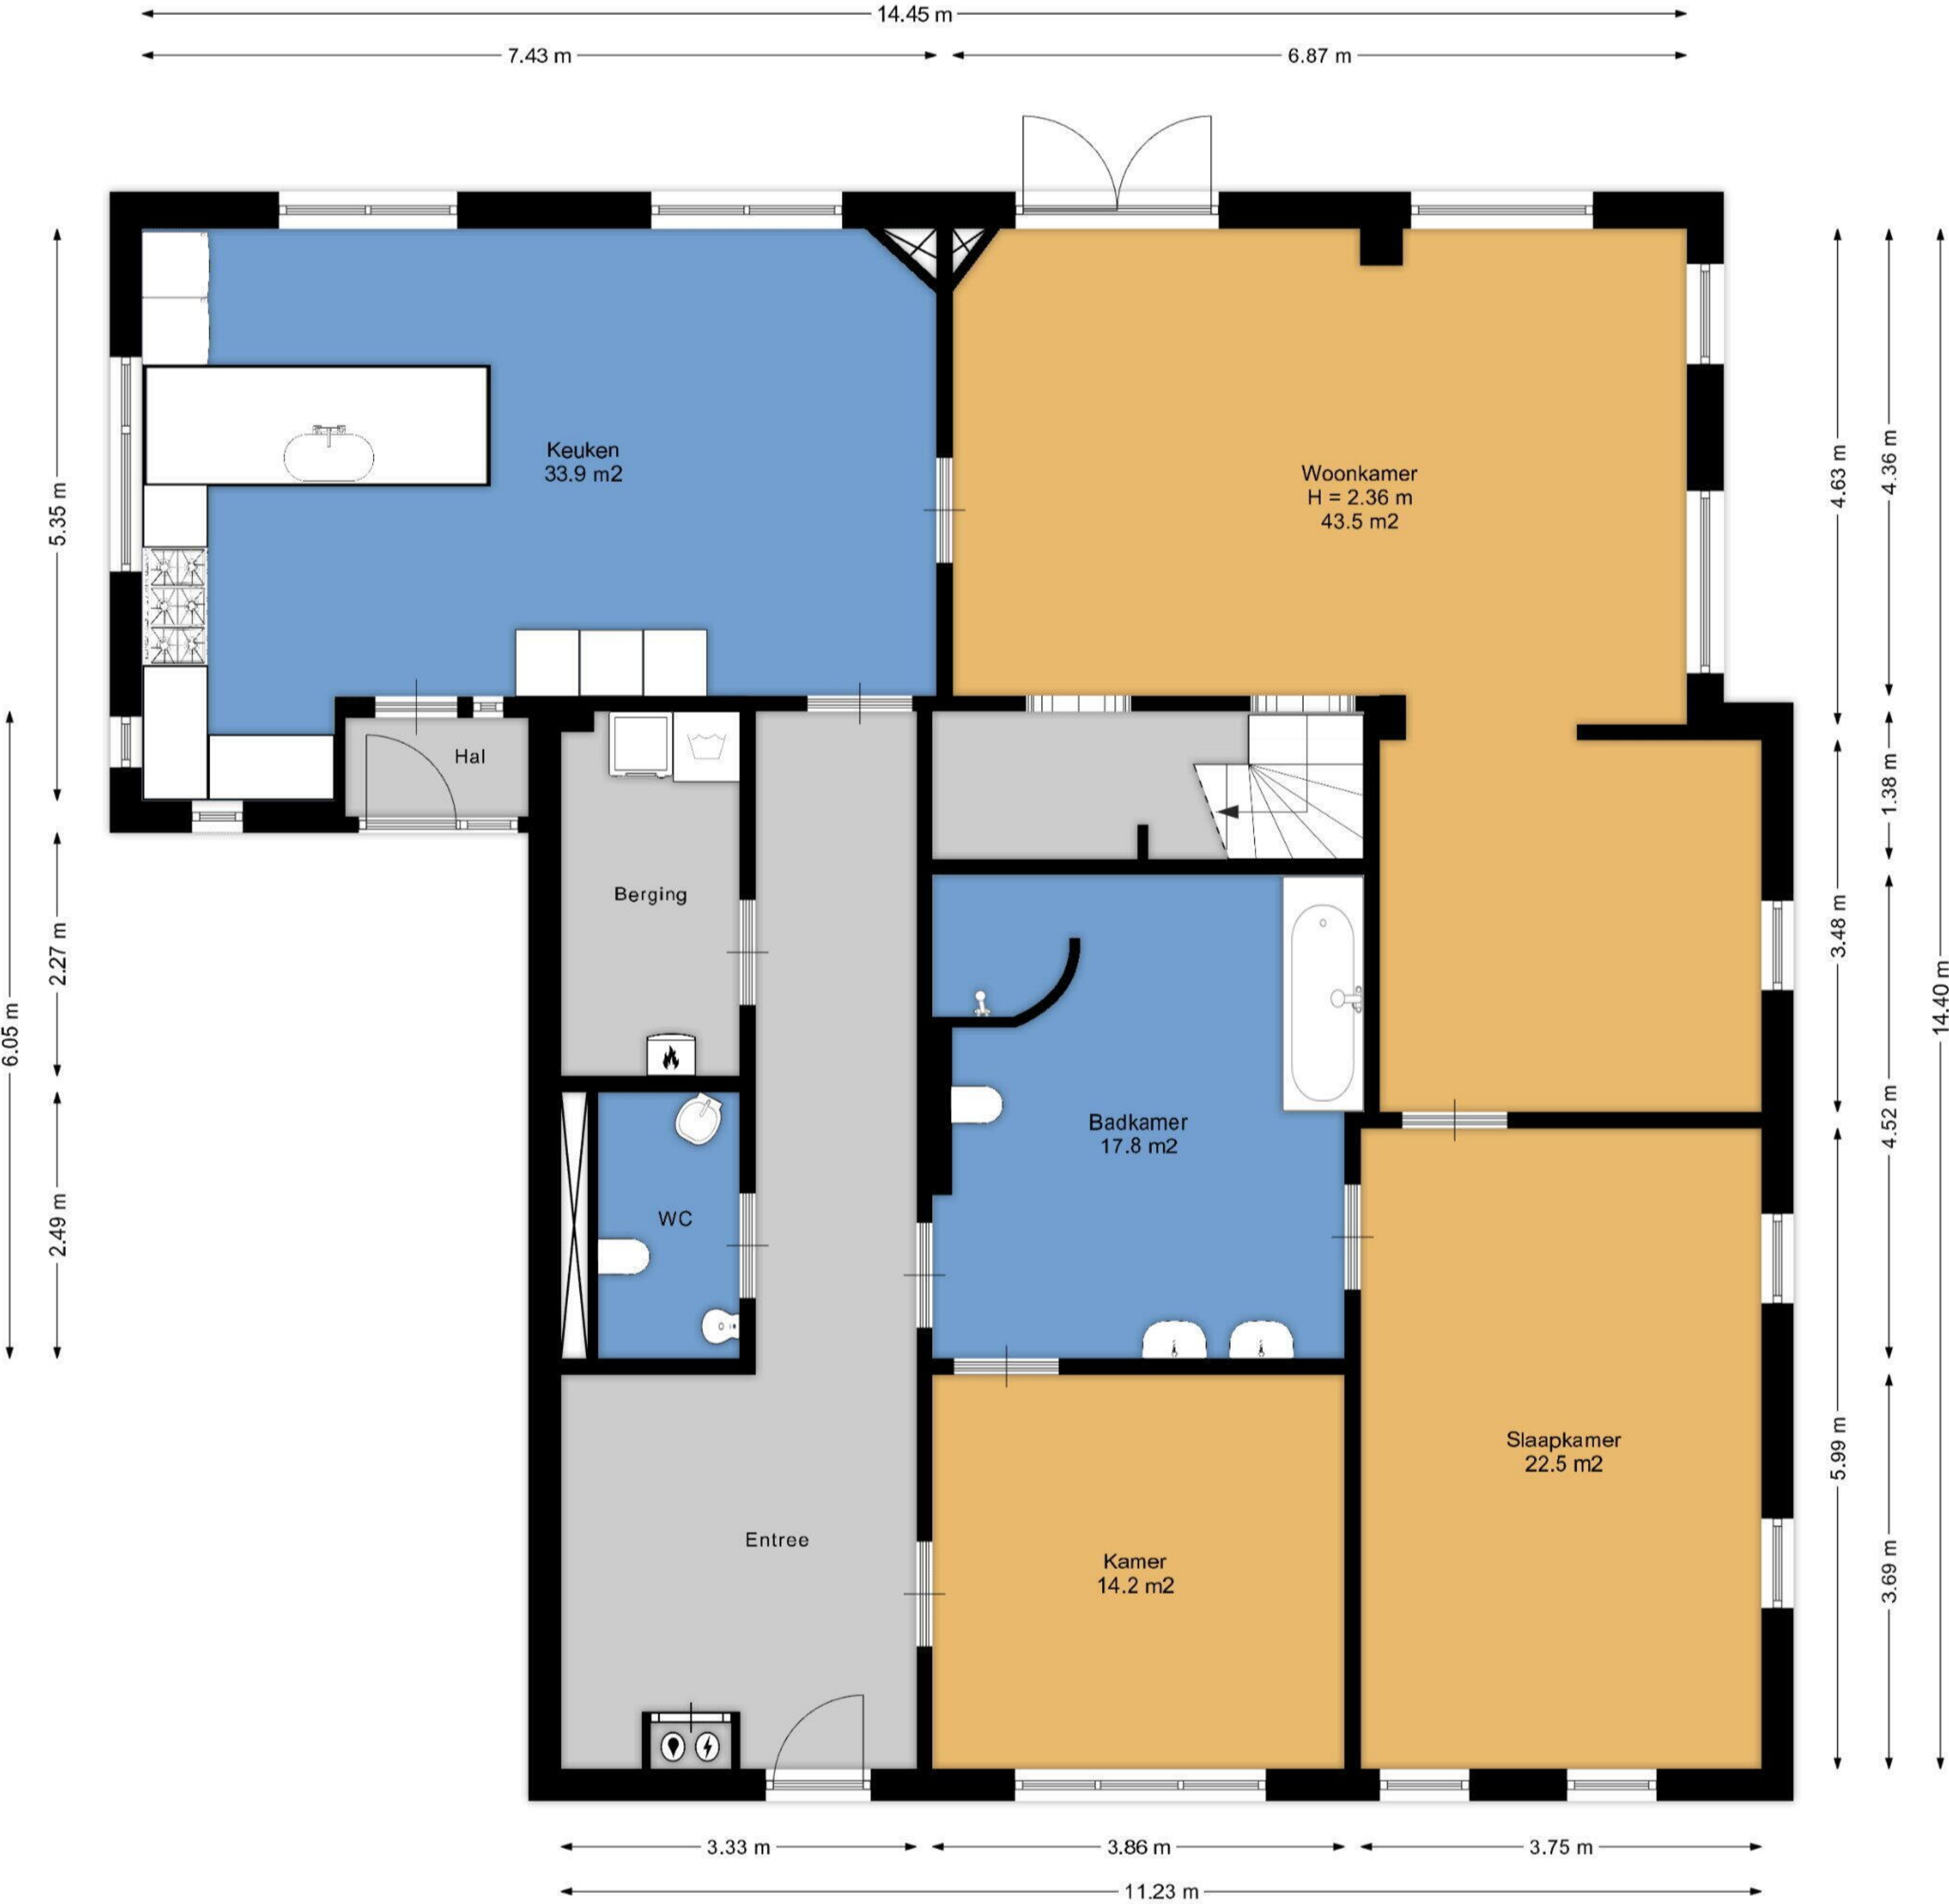 14.45 m
7.43 m
6.87 m
Keuken
33.9 m2
Woonkamer
H = 2.36 m
43.5 m2
5.35 m
4.63 m
4.36 m
Hal
1.38 m
Berging
2.27 m
3.48 m
6.05 m
14.40 m
Badkamer
17.8 m2
4.52 m
WC
2.49 m
Slaapkamer
22.5 m2
5.99 m
Entree
Kamer
14.2 m2
3.69 m
3.33 m
3.86 m
3.75 m
11.23 m